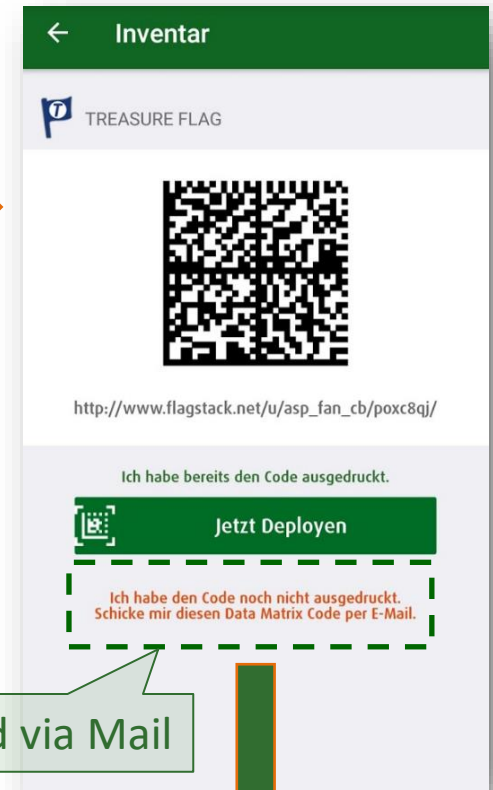 Inventar
T
TREASURE FLAG
http://www.flagstack.net/u/asp_fan_cb/poxc8qj/
Ich habe bereits den Code ausgedruckt.
Jetzt Deployen
Ich habe den Code noch nicht ausgedruckt.
Schicke mir diesen Data Matrix Code per E-Mail.
via Mail